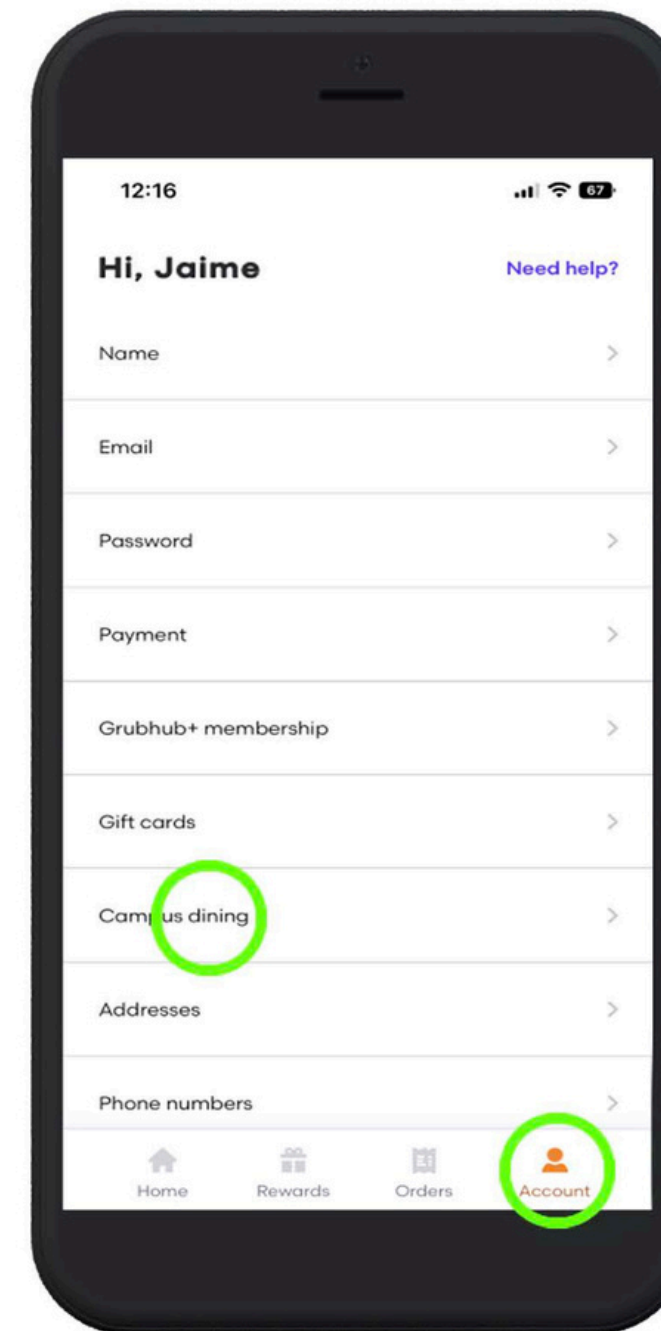 12:16
67
Hi, Jaime
Need help?
Name
Email
Password
Payment
Grubhub+ membership
Gift cards
Campus dining
Addresses
Phone numbers
Home
Rewards
Orders
Account